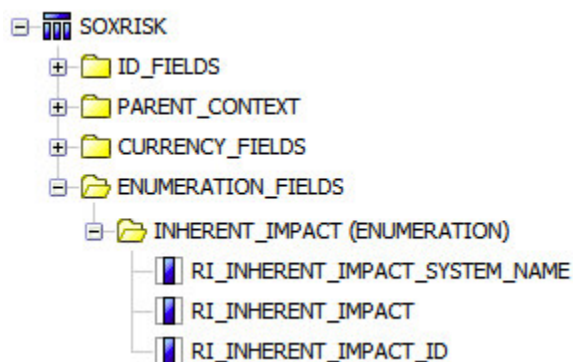 SOXRISK
ID_FIELDS
PARENT_CONTEXT
CURRENCY_FIELDS
ENUMERATION_FIELDS
INHERENT_IMPACT (ENUMERATION)
RI_INHERENT_IMPACT_SYSTEM_NAME
RI_INHERENT_IMPACT
RI_INHERENT_IMPACT_ID